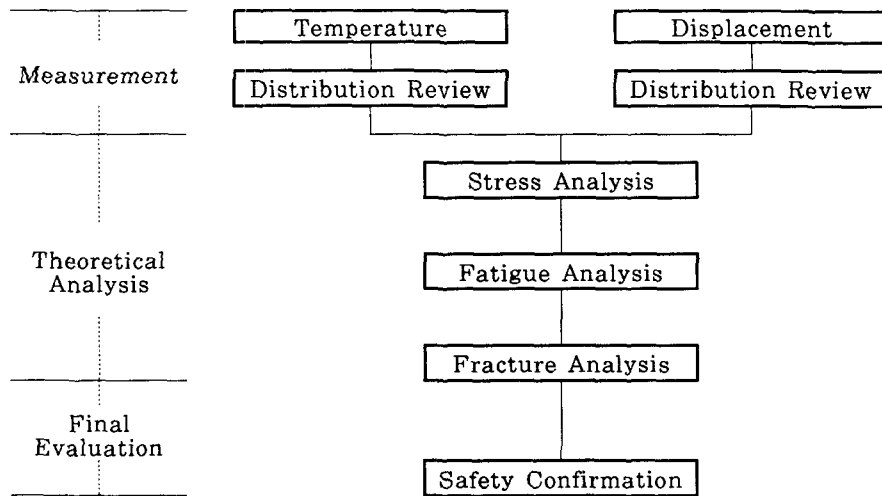 Temperature
Displacement
Measurement
Distribution Review
Distribution Review
Stress Analysis
Theoretical
Analysis
Fatigue Analysis
Fracture Analysis
Final
Evaluation
Safety Confirmation